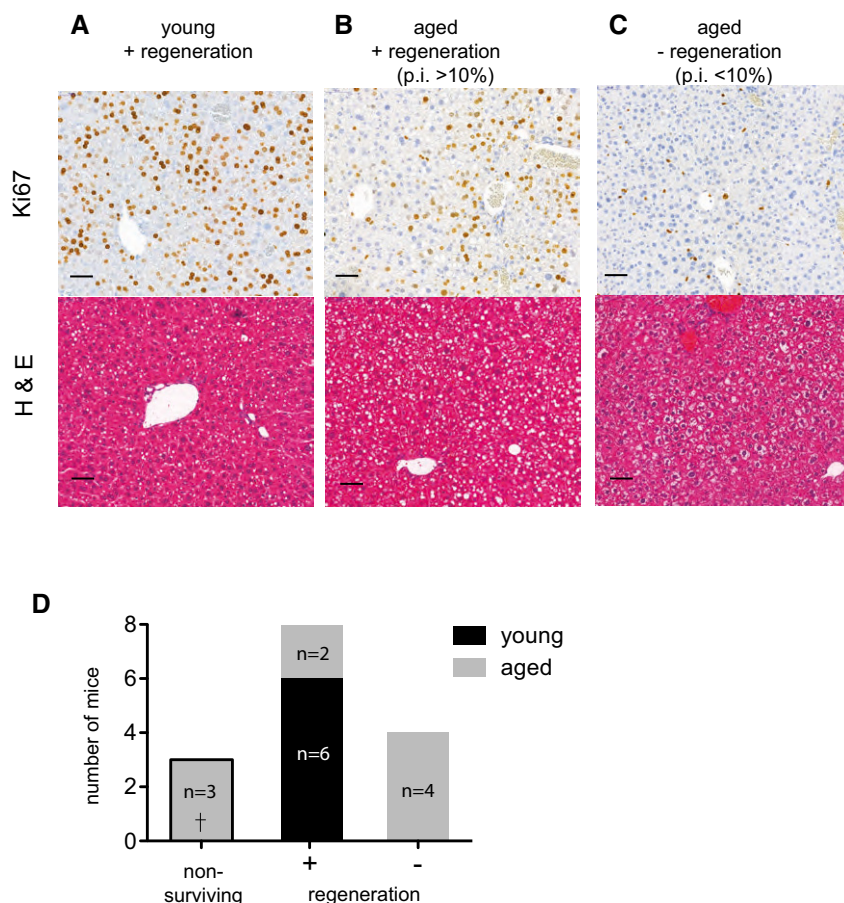 A
young
+ regeneration
B
aged
+ regeneration
(p.i. >10%)
C
aged
- regeneration
(p.i. <10%)
Ki67
H & E
D
number of mice
8
6
4
2
0
n=3
†
n=2
n=6
n=4
young
aged
non-
surviving
+
-
regeneration